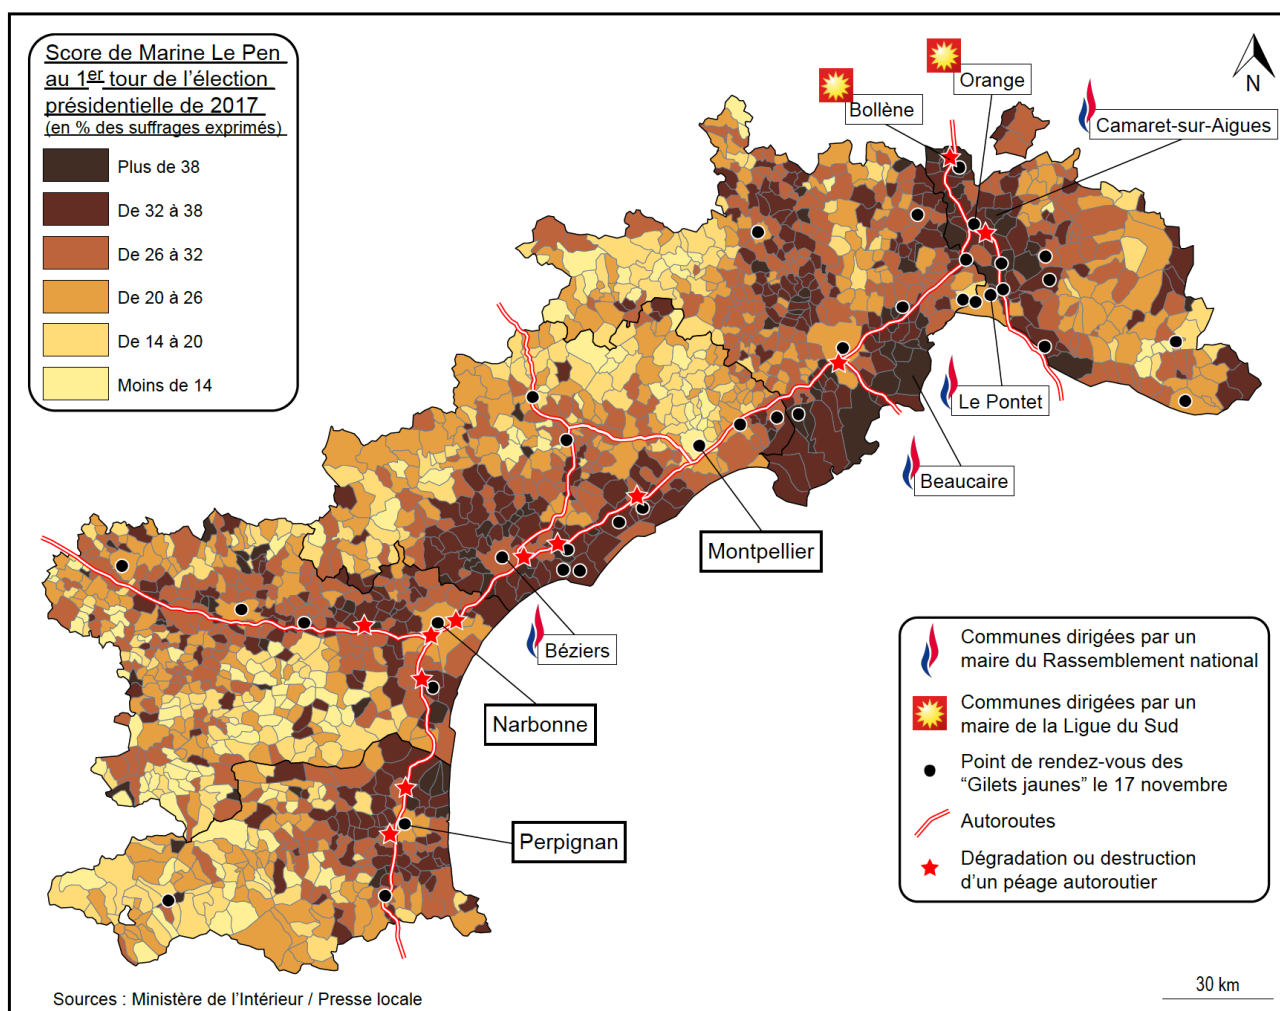 Score de Marine Le Pen
au 1er tour de l'élection
présidentielle de 2017
(en % des suffrages exprimés)
Plus de 38
De 32 à 38
De 26 à 32
De 20 à 26
De 14 à 20
Moins de 14
Orange
Bollène
N
Camaret-sur-Aigues
Le Pontet
Beaucaire
Montpellier
Béziers
Narbonne
Perpignan
Communes dirigées par un
maire du Rassemblement national
Communes dirigées par un
maire de la Ligue du Sud
Point de rendez-vous des
“Gilets jaunes” le 17 novembre
Autoroutes
Dégradation ou destruction
d'un péage autoroutier
30 km
Sources : Ministère de l'Intérieur / Presse locale